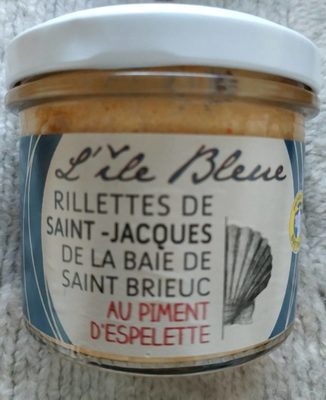 L'île Bleue
RILLETTES DE
SAINT-JACQUES
DE LA BAIE DE
SAINT BRIEUC
AU PIMENT
D'ESPELETTE